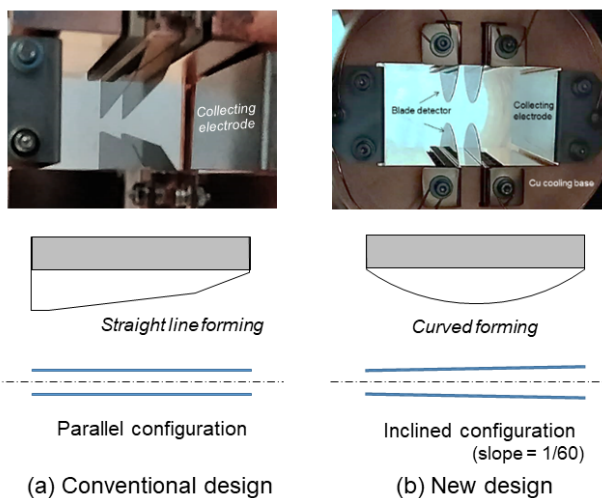 Collecting
electrode
Blade detector
Collecting
electrode
Cu cooling base
Straight line forming
Curved forming
Parallel configuration
Inclined configuration
(slope = 1/60)
(a) Conventional design
(b) New design